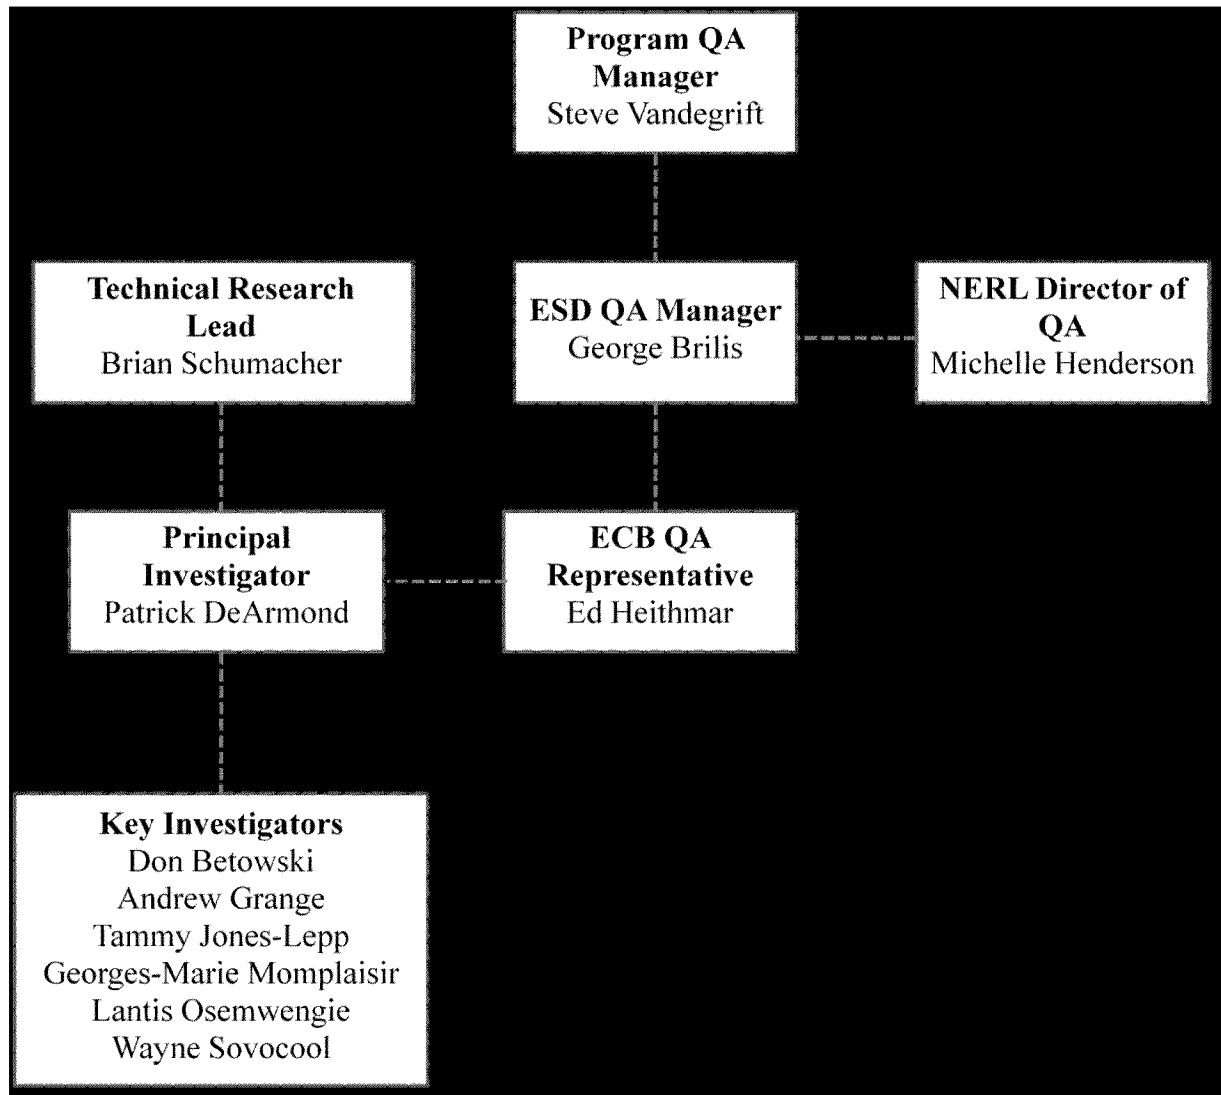 Program QA
Manager
Steve Vandegrift
Technical Research
Lead
Brian Schumacher
ESD QA Manager
George Brilis
NERL Director of
QA
Michelle Henderson
Principal
Investigator
Patrick DeArmond
ECB QA
Representative
Ed Heithmar
Key Investigators
Don Betowski
Andrew Grange
Tammy Jones-Lepp
Georges-Marie Momplaisir
Lantis Osemwengie
Wayne Sovocool